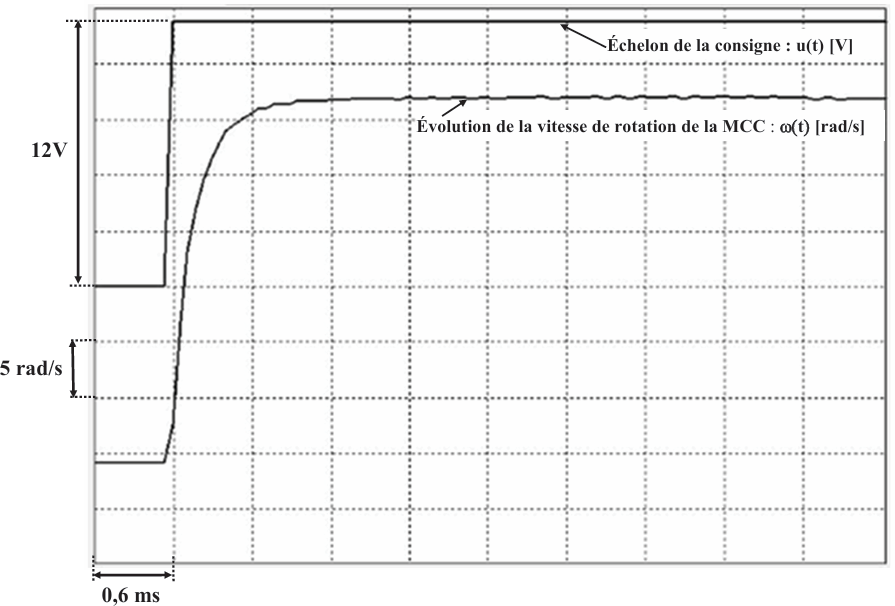 Échelon de la consigne : u(t) [V]
Évolution de la vitesse de rotation de la MCC : ω(t) [rad/s]
12V
5 rad/s
0,6 ms